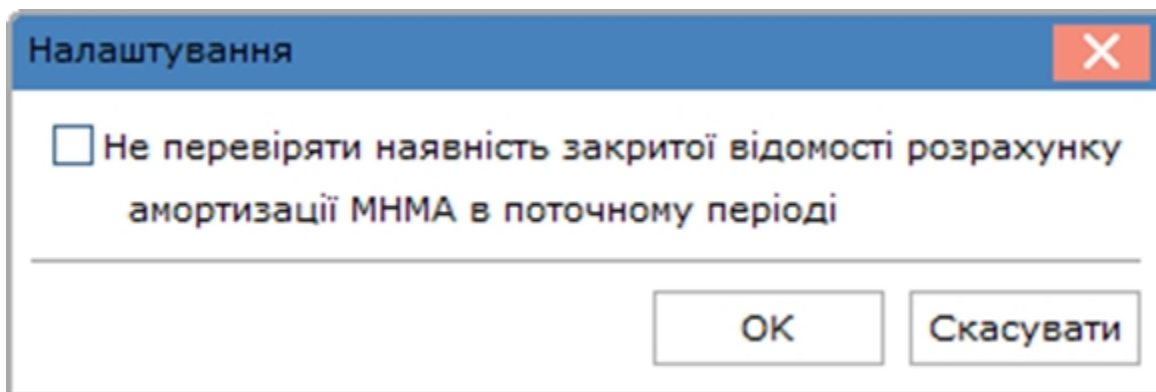 Налаштування
Не перевіряти наявність закритої відомості розрахунку
амортизації МНМА в поточному періоді
ОК
Скасувати